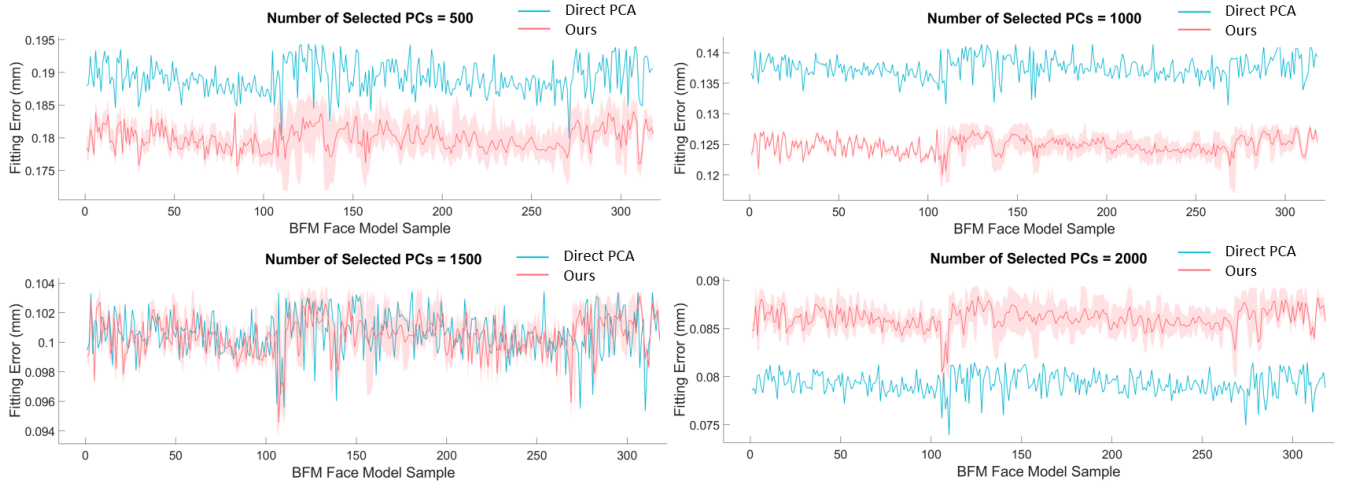 Number of Selected PCs = 500
Direct PCA
Ours
Fitting Error (mm)
0.195
0.19
0.185
0.18
0.175
0 50 100 150 200 250 300
BFM Face Model Sample
Number of Selected PCs = 1000
Direct PCA
Ours
Fitting Error (mm)
0.14
0.135
0.13
0.125
0.12
0 50 100 150 200 250 300
BFM Face Model Sample
Number of Selected PCs = 1500
Direct PCA
Ours
Fitting Error (mm)
0.104
0.102
0.1
0.098
0.096
0.094
0 50 100 150 200 250 300
BFM Face Model Sample
Number of Selected PCs = 2000
Direct PCA
Ours
Fitting Error (mm)
0.09
0.085
0.08
0.075
0 50 100 150 200 250 300
BFM Face Model Sample